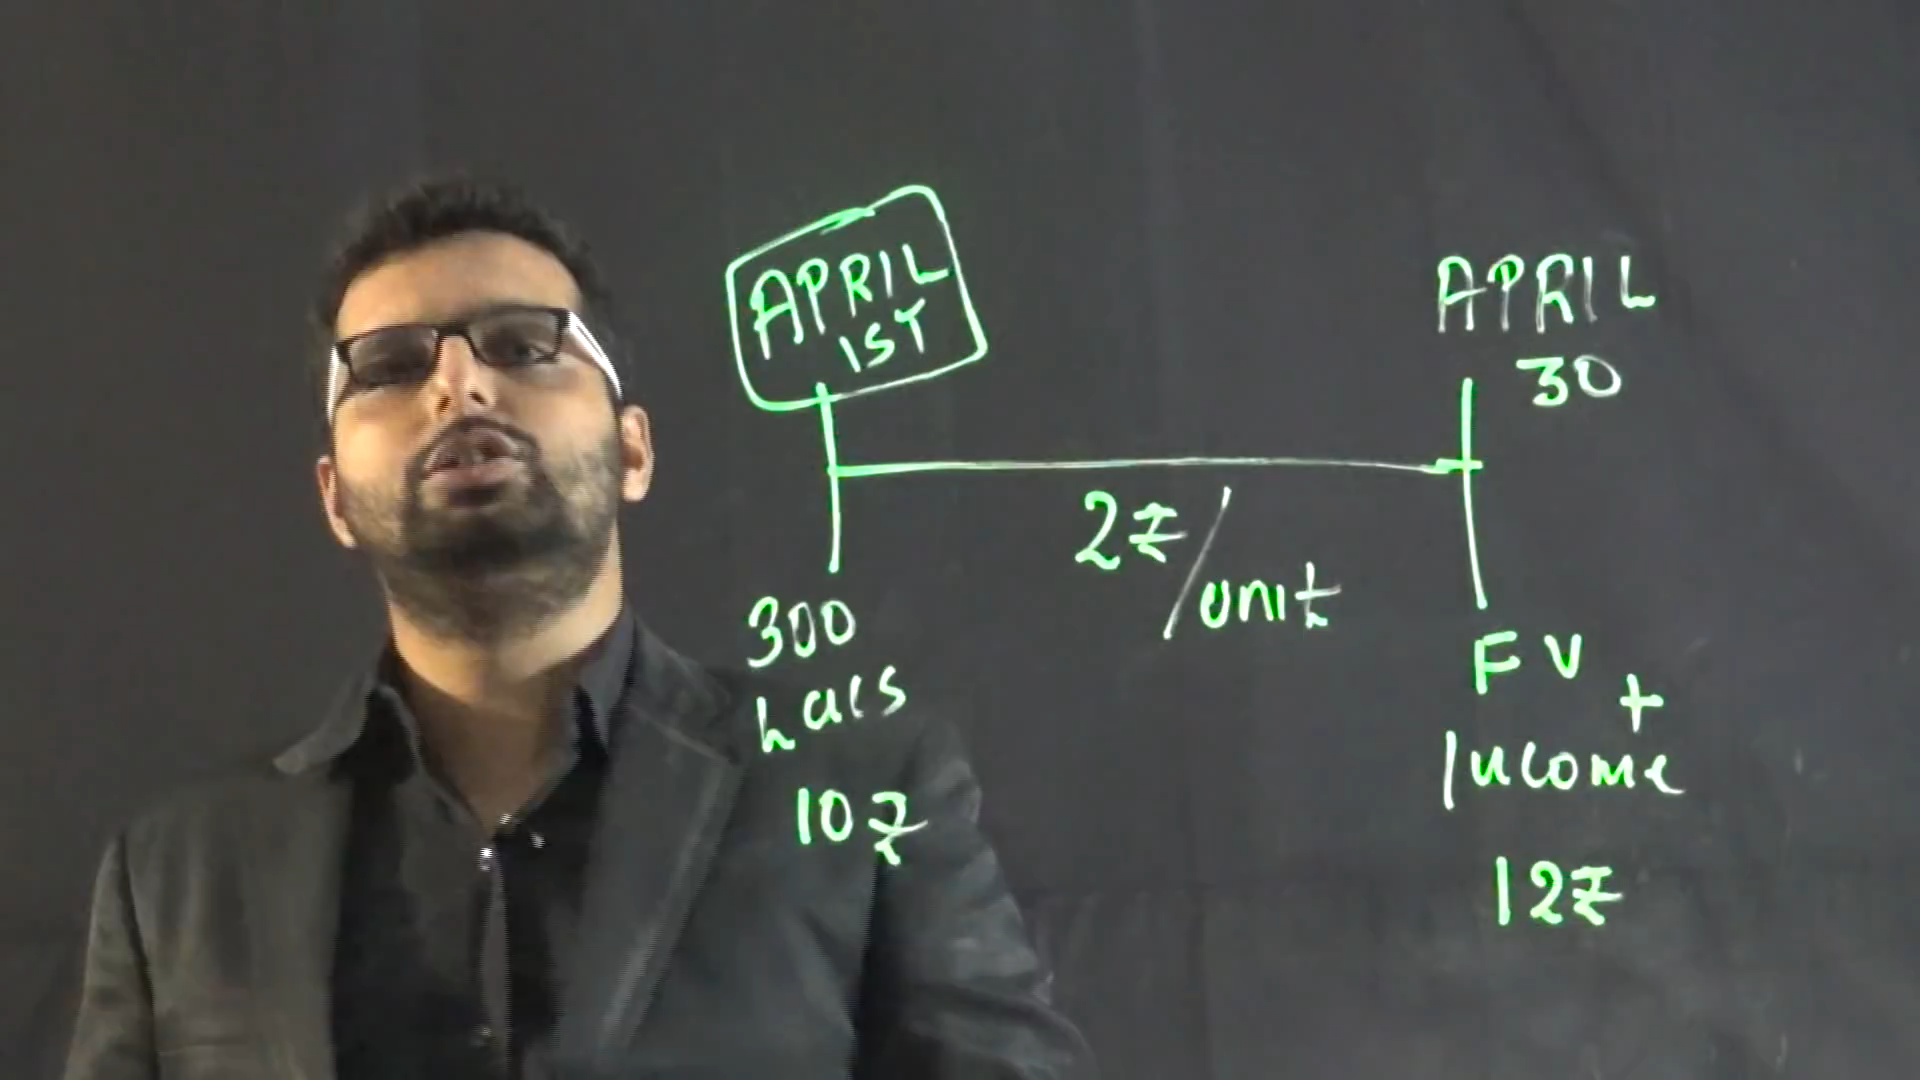 APRIL
1ST
APRIL
30
2₹/unit
300
Lacs
10₹
FV +
Income
12₹